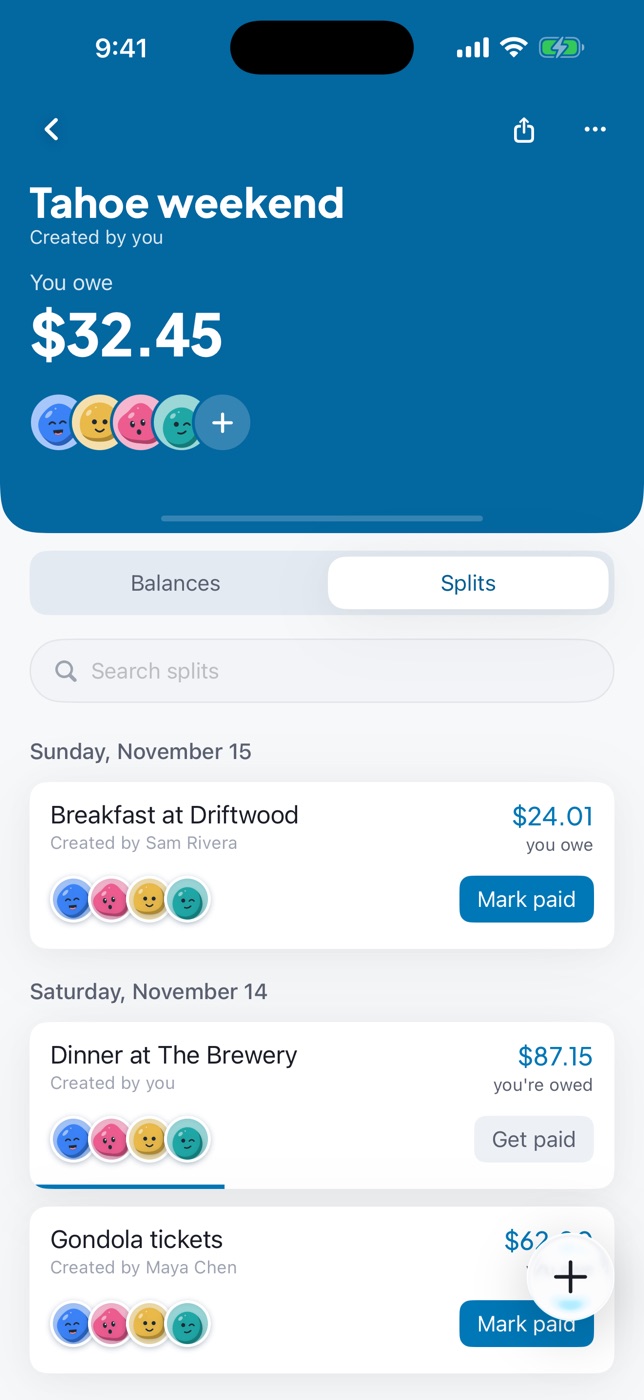 9:41
Tahoe weekend
Created by you
You owe
$32.45
Balances
Splits
Search splits
Sunday, November 15
Breakfast at Driftwood
$24.01
Created by Sam Rivera
you owe
Mark paid
Saturday, November 14
Dinner at The Brewery
$87.15
Created by you
you're owed
Get paid
Gondola tickets
Created by Maya Chen
Mark paid